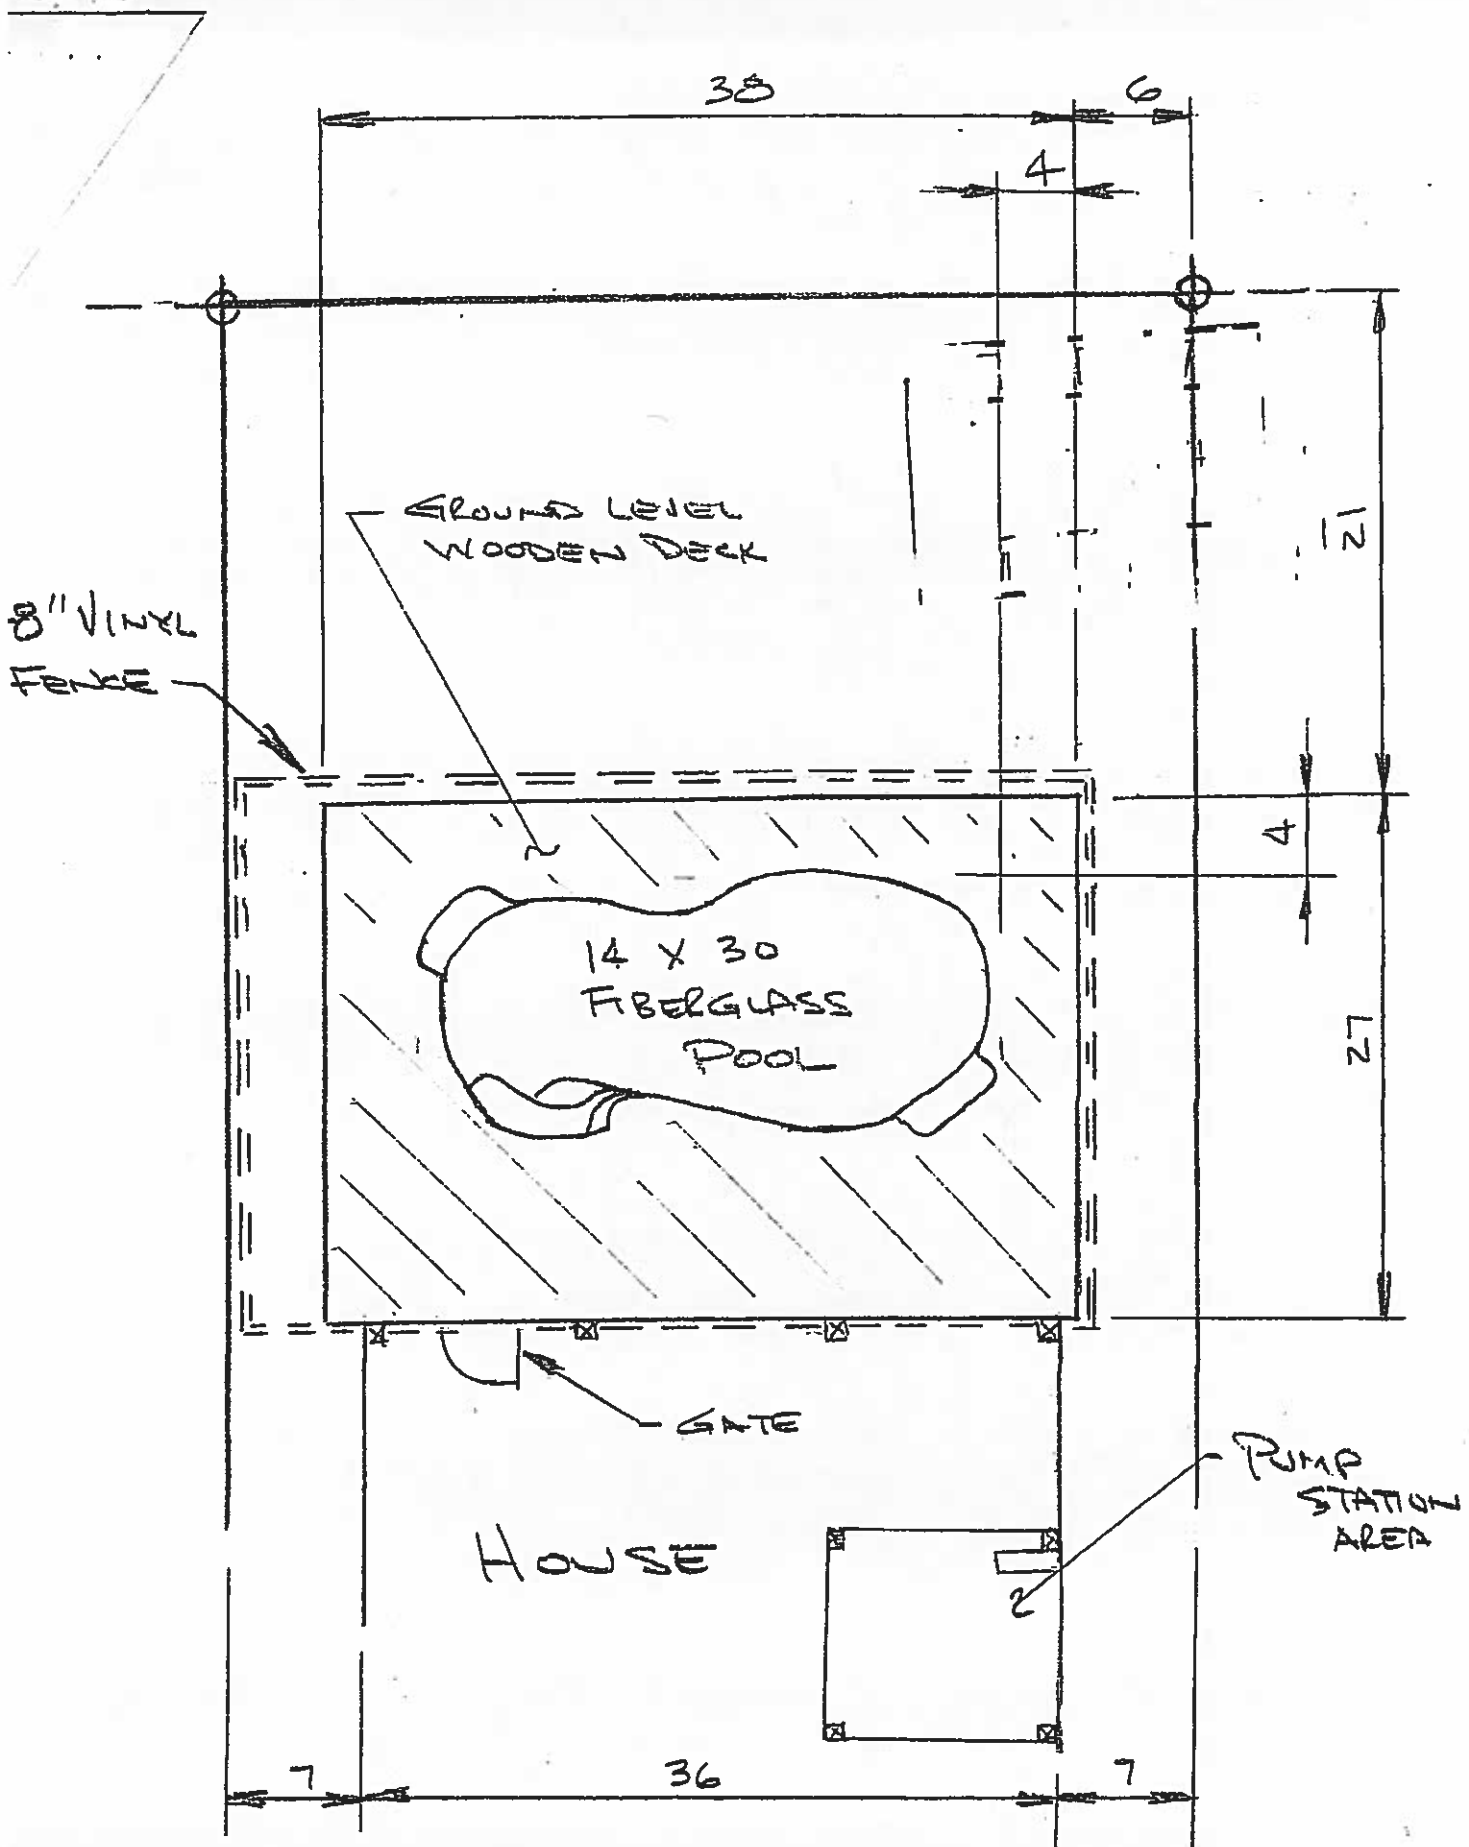 38
6
4
GROUND LEVEL
WOODEN DECK
21
8" VINYL
FENCE
4
14 X 30
FIBERGLASS
POOL
27
GATE
PUMP
STATION
AREA
HOUSE
7
36
7